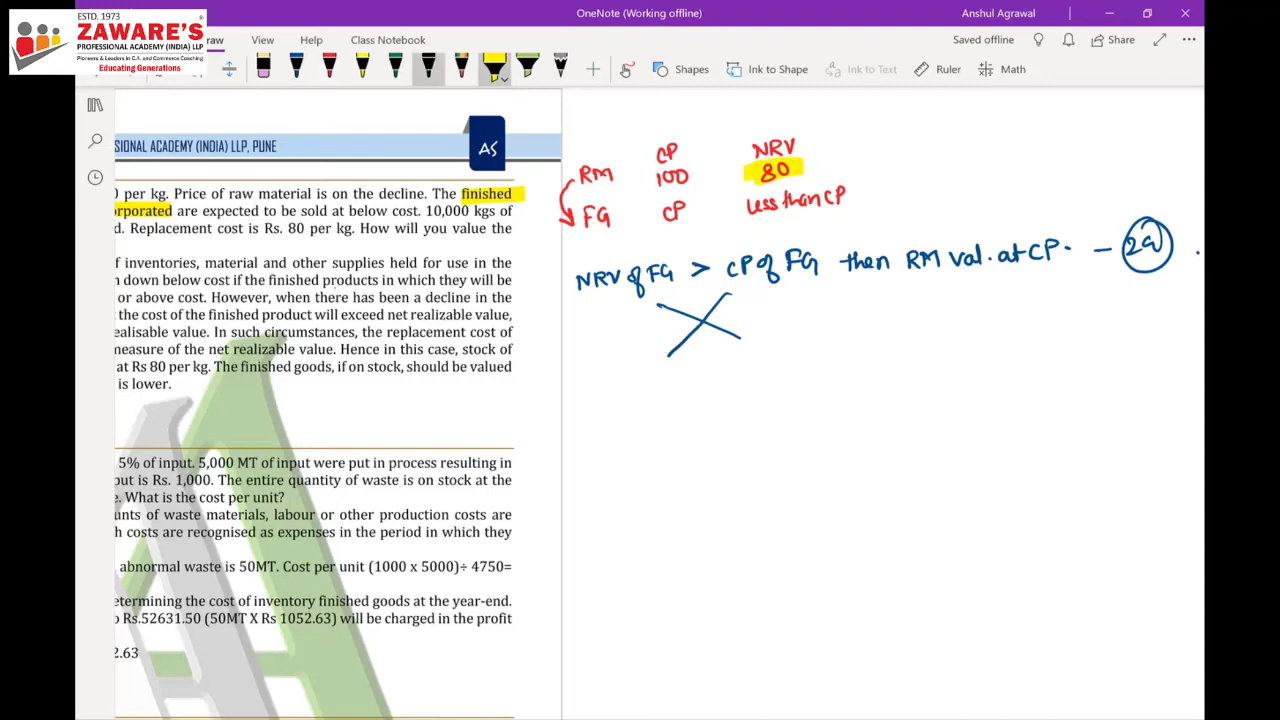 ESTD. 1973
ZAWARE'S
PROFESSIONAL ACADEMY (INDIA) LLP
Pioneers & Leaders in C.A. and Commerce Coaching
Educating Generations
OneNote (Working offline)
Anshul Agrawal
View
Help
Class Notebook
Saved offline
Share
Shapes
Ink to Shape
Ink to Text
Ruler
Math
SIONAL ACADEMY (INDIA) LLP, PUNE
AS
0 per kg. Price of raw material is on the decline. The finished
orporated are expected to be sold at below cost. 10,000 kgs of
d. Replacement cost is Rs. 80 per kg. How will you value the
of inventories, material and other supplies held for use in the
n down below cost if the finished products in which they will be
or above cost. However, when there has been a decline in the
the cost of the finished product will exceed net realizable value,
ealisable value. In such circumstances, the replacement cost of
measure of the net realizable value. Hence in this case, stock of
at Rs 80 per kg. The finished goods, if on stock, should be valued
is lower.
5% of input. 5,000 MT of input were put in process resulting in
put is Rs. 1,000. The entire quantity of waste is on stock at the
e. What is the cost per unit?
unts of waste materials, labour or other production costs are
h costs are recognised as expenses in the period in which they
abnormal waste is 50MT. Cost per unit (1000 x 5000)÷ 4750=
etermining the cost of inventory finished goods at the year-end.
o Rs.52631.50 (50MT X Rs 1052.63) will be charged in the profit
2.63
CP NRV
RM 100 80
FG CP less than CP
NRV of FG > CP of FG then RM val. at CP. -